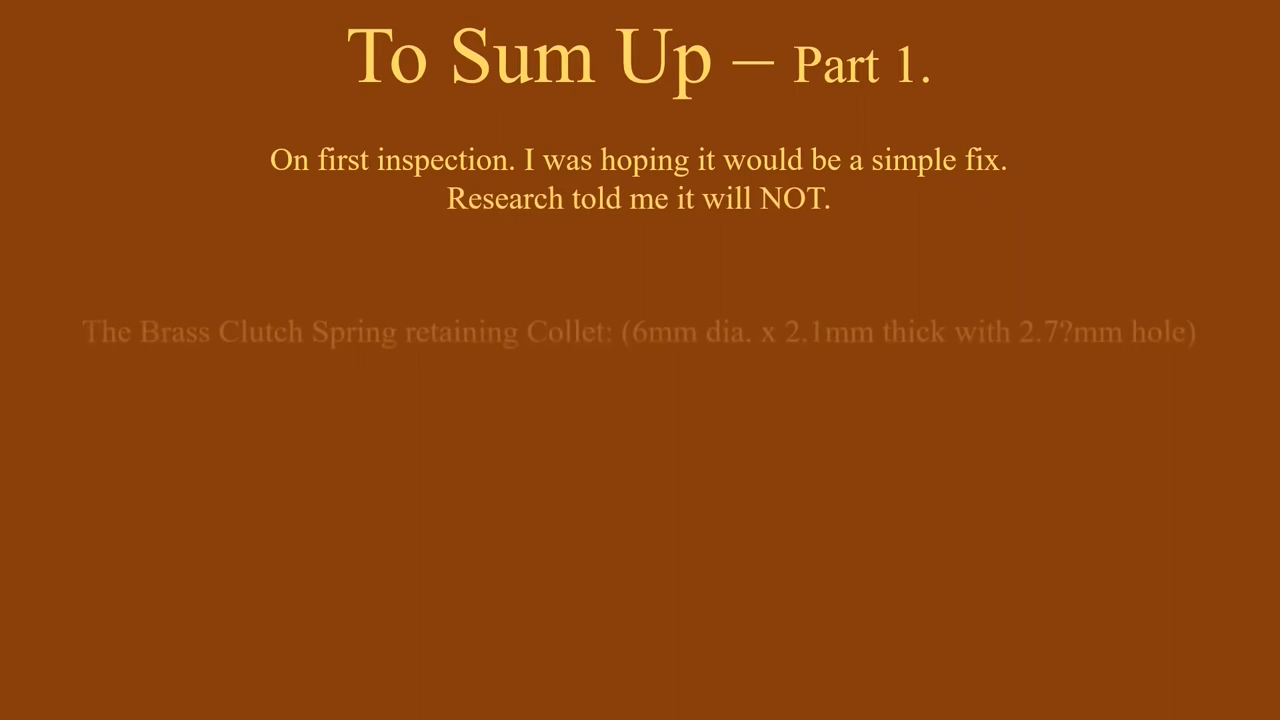 To Sum Up – Part 1.
On first inspection. I was hoping it would be a simple fix.
Research told me it will NOT.
The Brass Clutch Spring retaining Collet: (6mm dia. x 2.1mm thick with 2.7?mm hole)